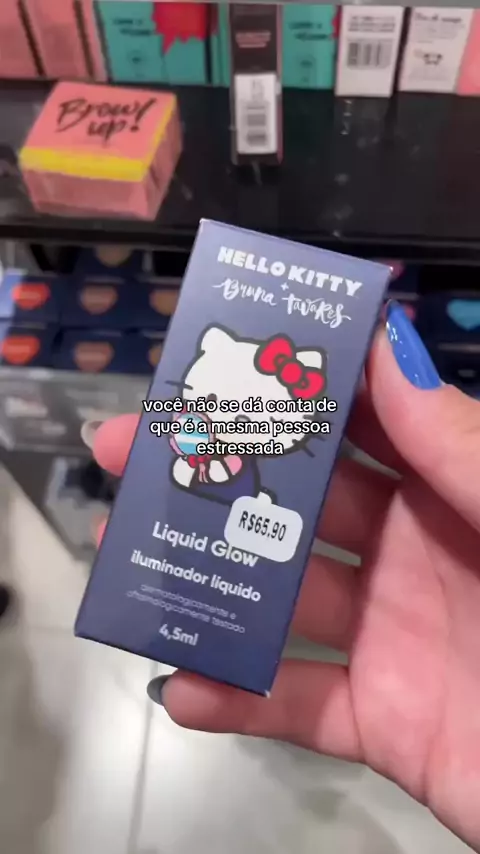 Brow up!
HELLO KITTY
+
Bruna Tavares
você não se dá conta de
que é a mesma pessoa
estressada
R$65,90
Liquid Glow
iluminador líquido
dermatologicamente e
oftalmologicamente testado
4,5ml